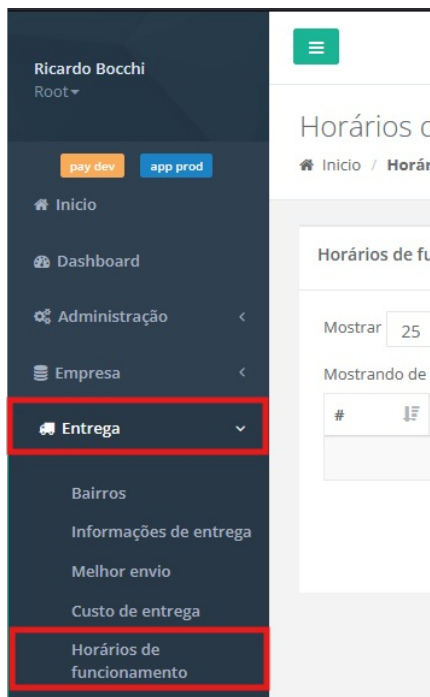 Ricardo Bocchi
Root
pay dev app prod
Inicio
Dashboard
Administração
Empresa
Entrega
Bairros
Informações de entrega
Melhor envio
Custo de entrega
Horários de
funcionamento
Horários
Inicio / Horár
Horários de fu
Mostrar 25
Mostrando de
#